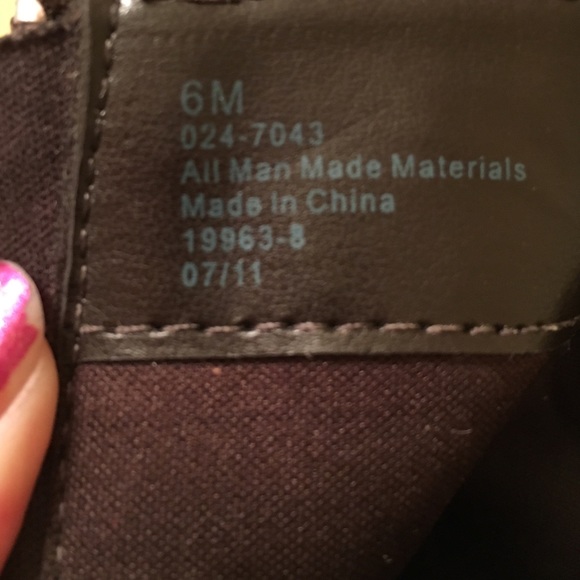 6M
024-7043
All Man Made Materials
Made In China
19963-8
07/11